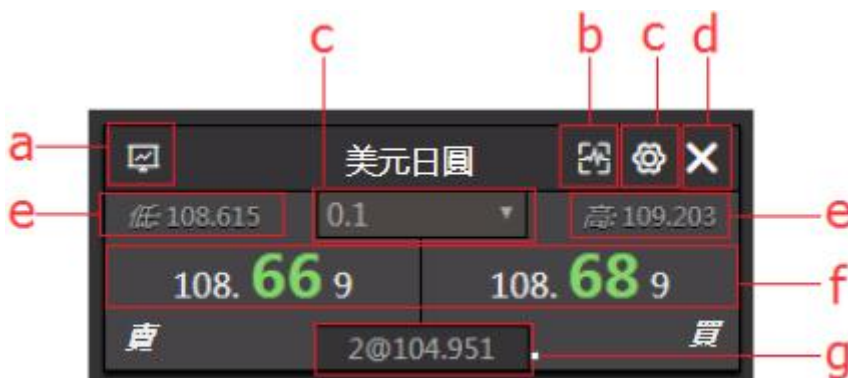 c b c d
a 美元日圓
e 低: 108.615 0.1 高: 109.203 e
108. 66 9 108. 68 9 f
賣 2@104.951 買 g